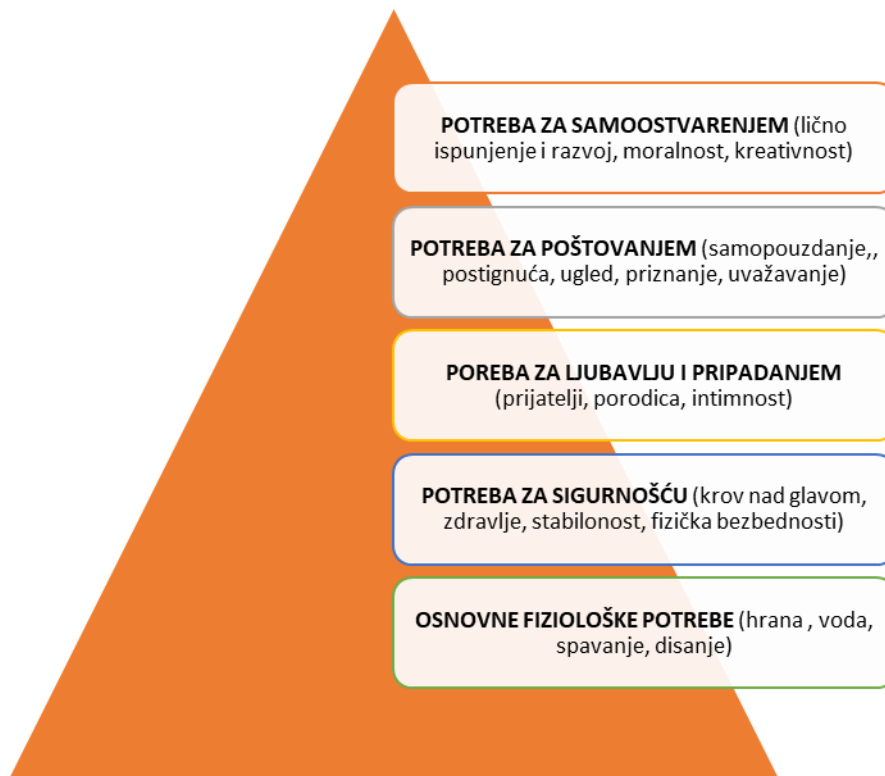 POTREBA ZA SAMOOSTVARENJEM (lično
ispunjenje i razvoj, moralnost, kreativnost)
POTREBA ZA POŠTOVANJEM (samopouzdanje,,
postignuća, ugled, priznanje, uvažavanje)
POREBA ZA LJUBAVLJU I PRIPADANJEM
(prijatelji, porodica, intimnost)
POTREBA ZA SIGURNOŠĆU (krov nad glavom,
zdravlje, stabilonost, fizička bezbednosti)
OSNOVNE FIZIOLOŠKE POTREBE (hrana , voda,
spavanje, disanje)